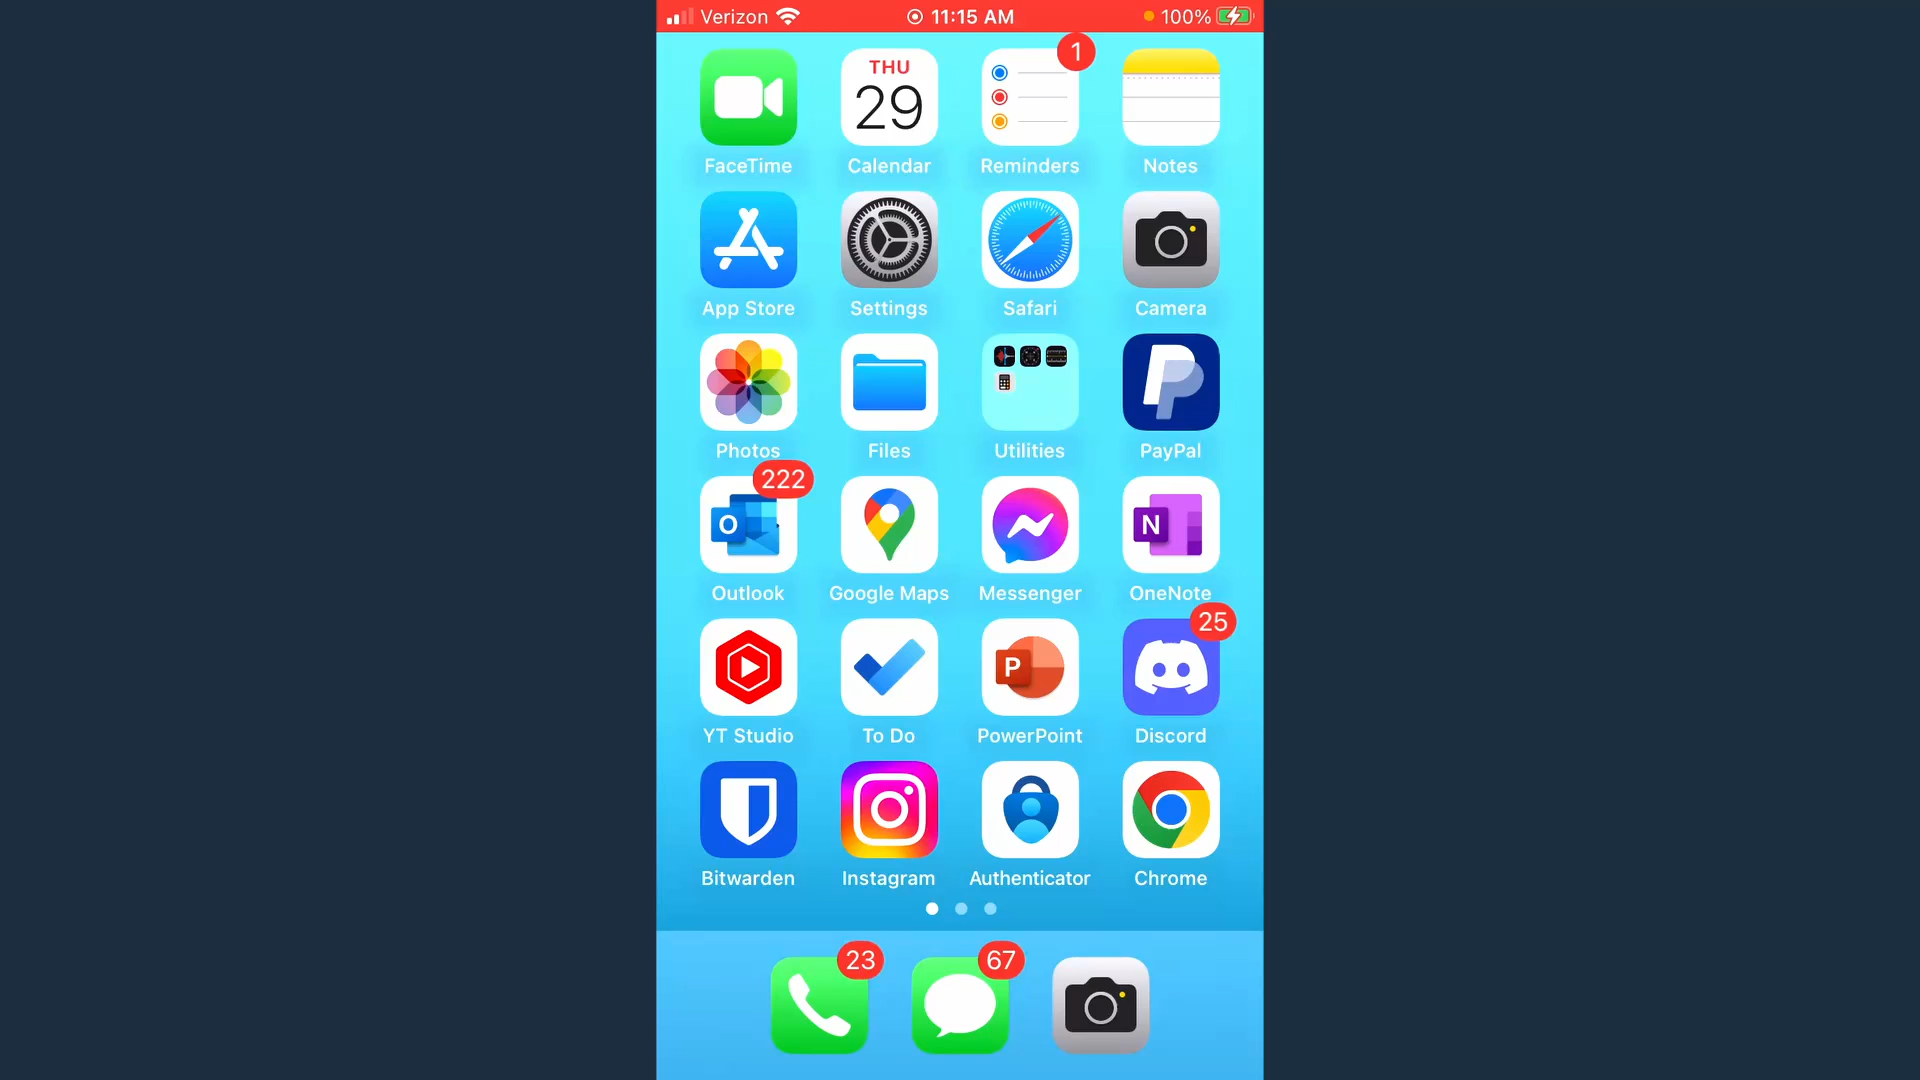 Verizon 11:15 AM 100%
1
THU
29
FaceTime Calendar Reminders Notes
App Store Settings Safari Camera
Photos Files Utilities PayPal
222
O N
Outlook Google Maps Messenger OneNote
25
P
YT Studio To Do PowerPoint Discord
Bitwarden Instagram Authenticator Chrome
23 67